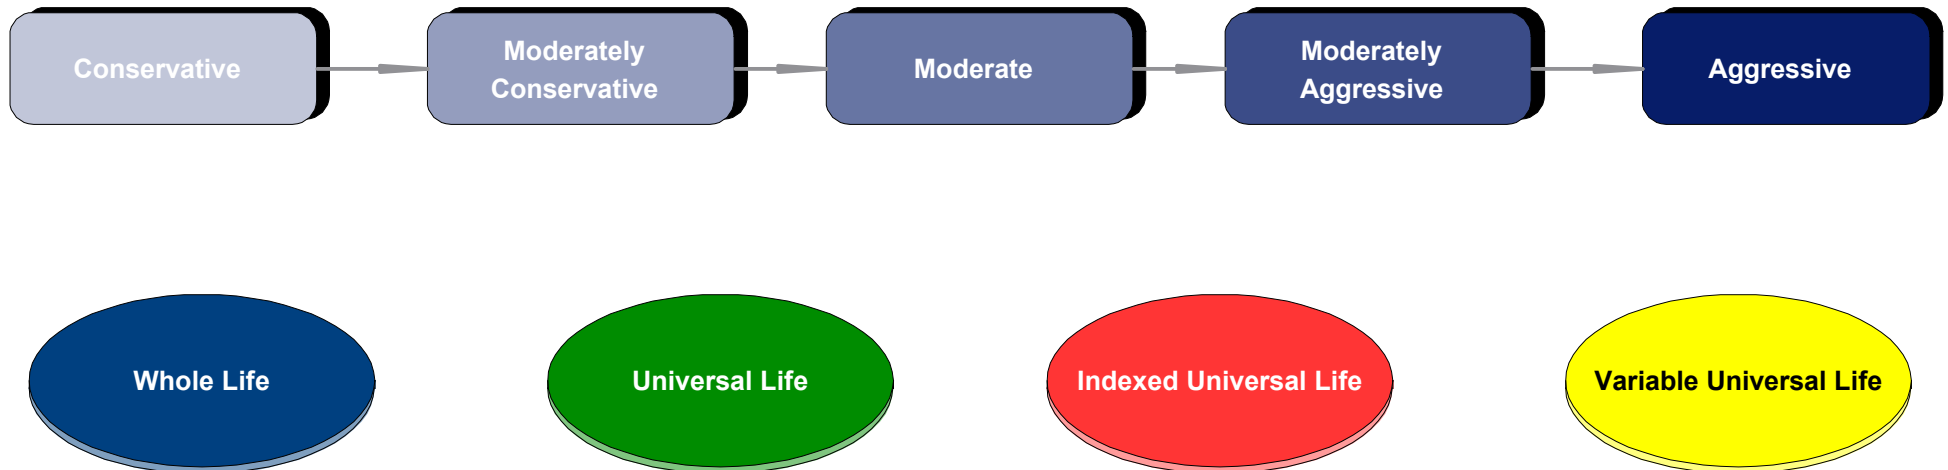 Conservative
Moderately
Conservative
Moderate
Moderately
Aggressive
Aggressive
Whole Life
Universal Life
Indexed Universal Life
Variable Universal Life